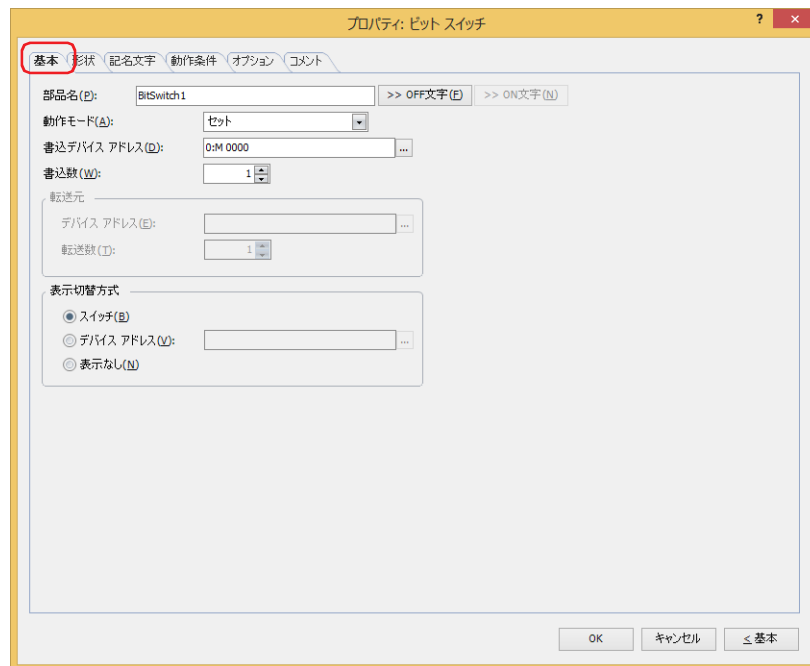 プロパティ: ビット スイッチ ? ×
基本 形状 記名文字 動作条件 オプション コメント
部品名(P): BitSwitch1 >> OFF文字(F) >> ON文字(N)
動作モード(A): セット
書込デバイス アドレス(D): 0:M 0000 ...
書込数(W): 1
転送元
デバイス アドレス(E): ...
転送数(T): 1
表示切替方式
スイッチ(B)
デバイス アドレス(V): ...
表示なし(N)
OK キャンセル < 基本